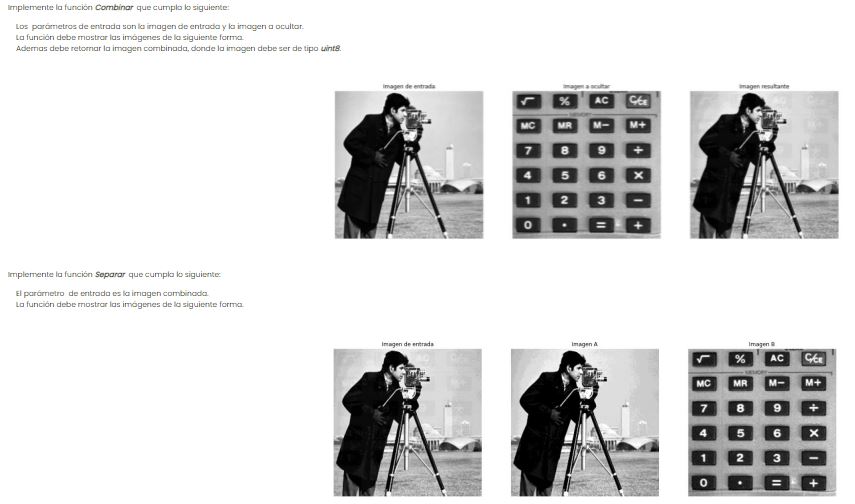 Implemente la función Combinar que cumpla lo siguiente:
Los parámetros de entrada son la imagen de entrada y la imagen a ocultar.
La función debe mostrar las imágenes de la siguiente forma.
Ademas debe retornar la imagen combinada, donde la imagen debe ser de tipo uint8.
Imagen de entrada Imagen a ocultar Imagen resultante
√ % AC C/CE
MEMORY
MC MR M− M+
7 8 9 ÷
4 5 6 ×
1 2 3 −
0 . = +
Implemente la función Separar que cumpla lo siguiente:
El parámetro de entrada es la imagen combinada.
La función debe mostrar las imágenes de la siguiente forma.
Imagen de entrada Imagen A Imagen B
√ % AC C/CE
MEMORY
MC MR M− M+
7 8 9 ÷
4 5 6 ×
1 2 3 −
0 . = +